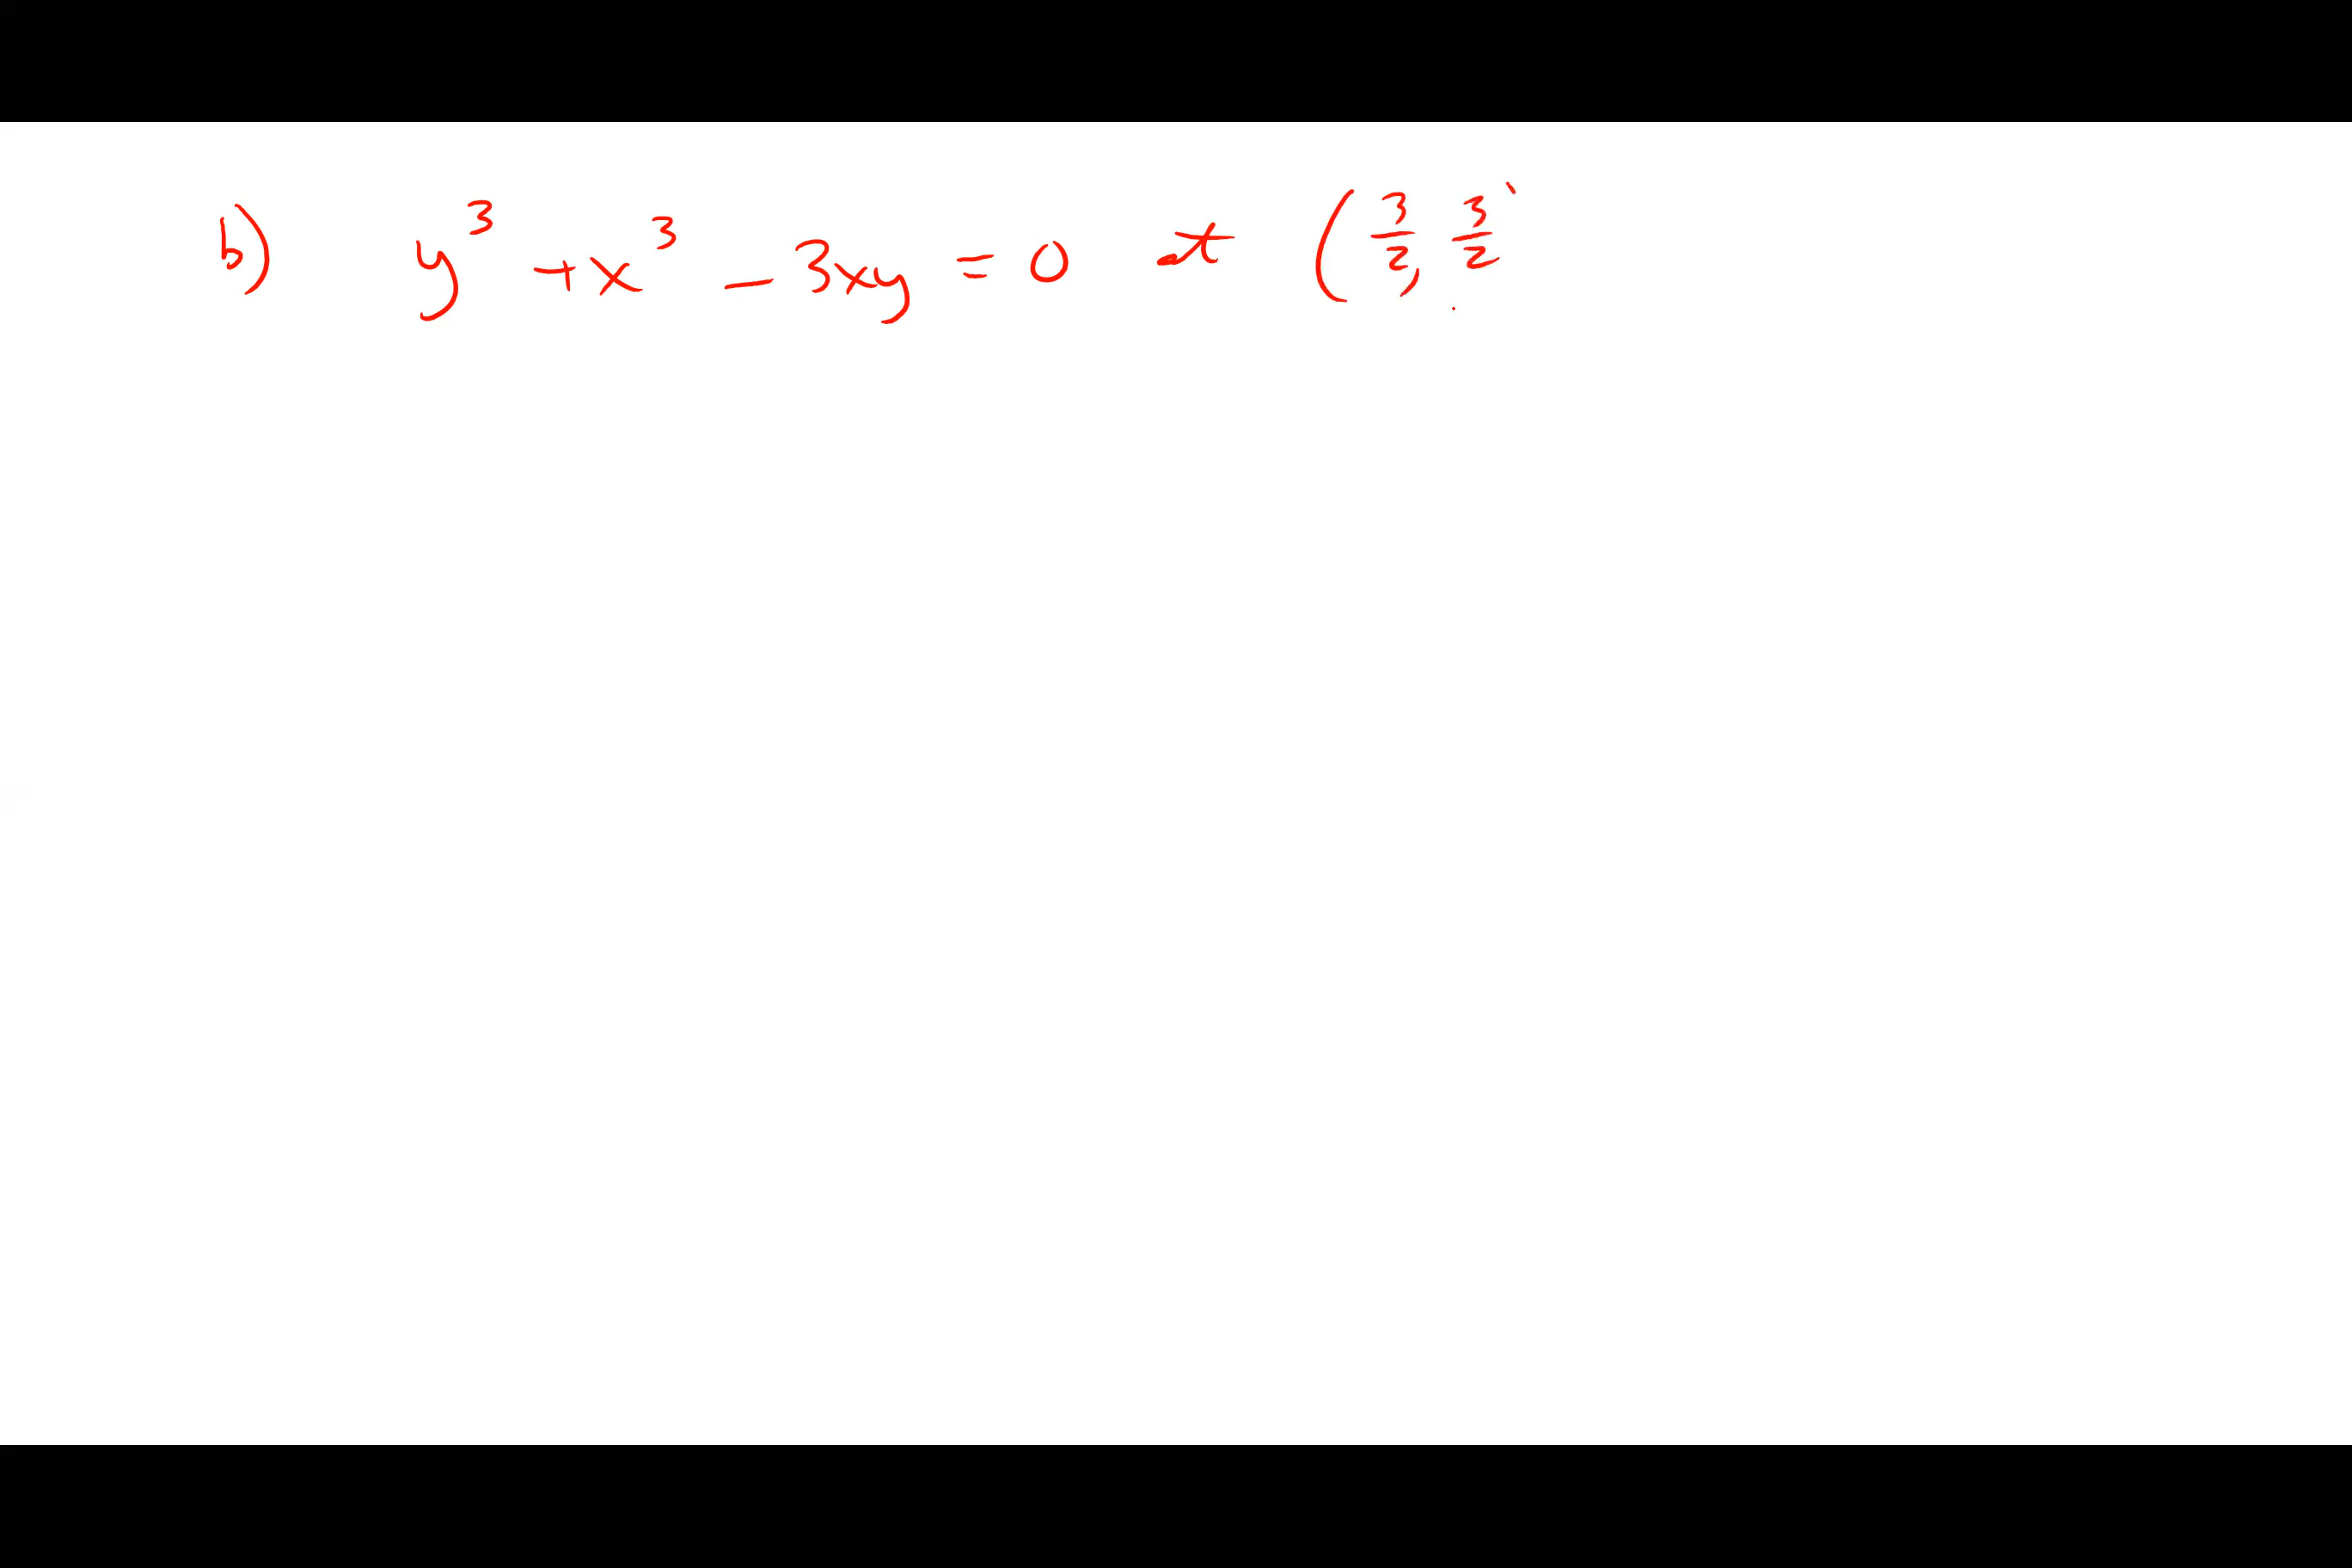 b) y³ + x³ - 3xy = 0 at (3/2, 3/2